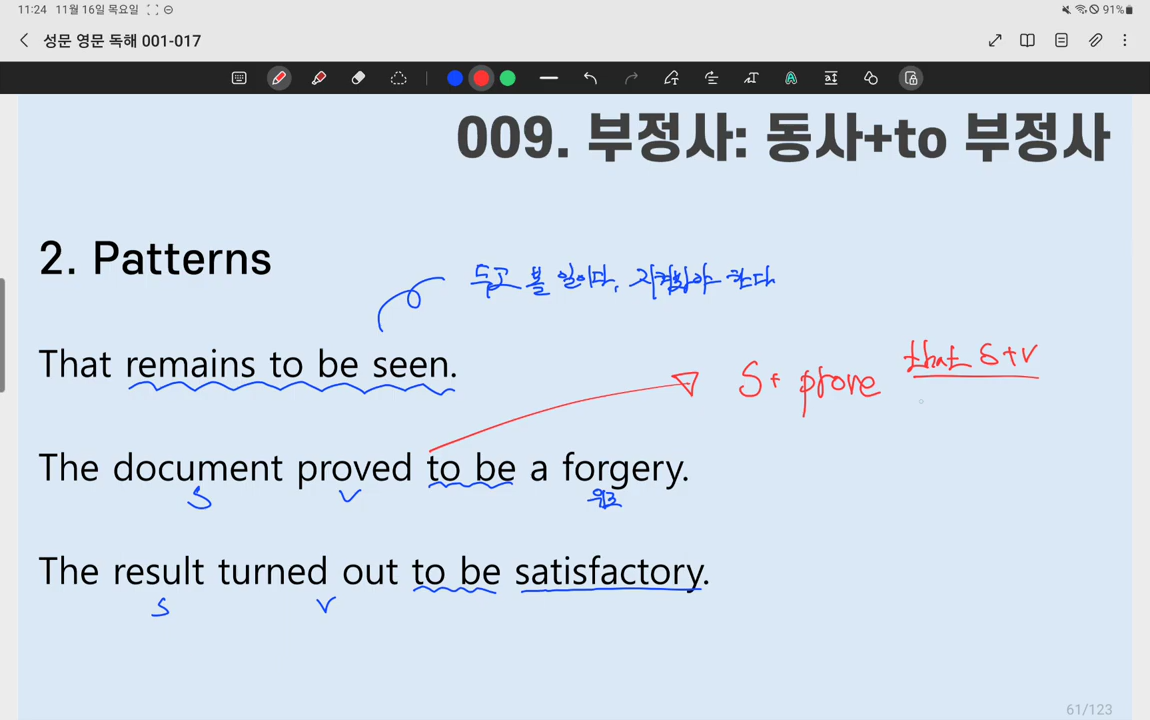 11:24 11월 16일 목요일
91%
성문 영문 독해 001-017
009. 부정사: 동사+to 부정사
2. Patterns
두고 볼 일이다, 지켜봐야 한다
That remains to be seen.
S+ prove that S+V
The document proved to be a forgery.
S V 위조
The result turned out to be satisfactory.
S V
61/123